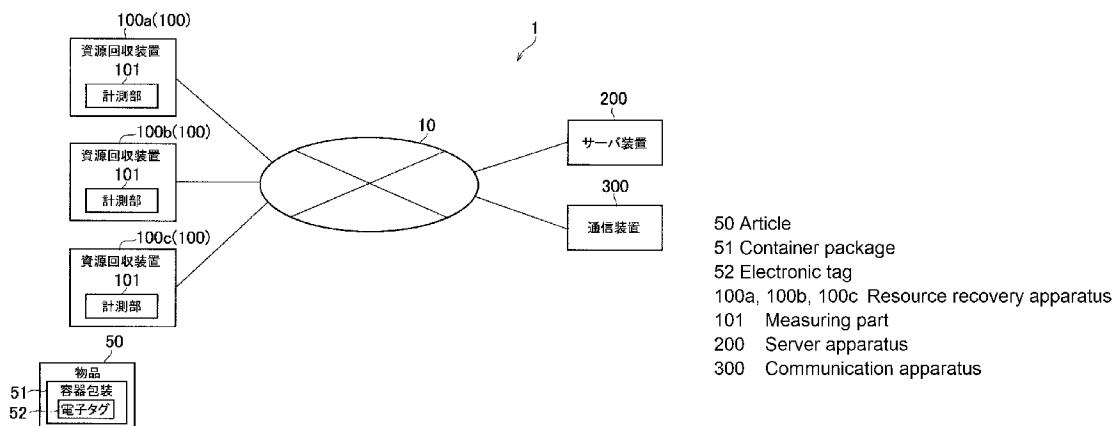 100a(100)
資源回収装置
101
計測部
100b(100)
資源回収装置
101
計測部
100c(100)
資源回収装置
101
計測部
50
物品
51
容器包装
52
電子タグ
10
1
200
サーバ装置
300
通信装置
50 Article
51 Container package
52 Electronic tag
100a, 100b, 100c Resource recovery apparatus
101 Measuring part
200 Server apparatus
300 Communication apparatus